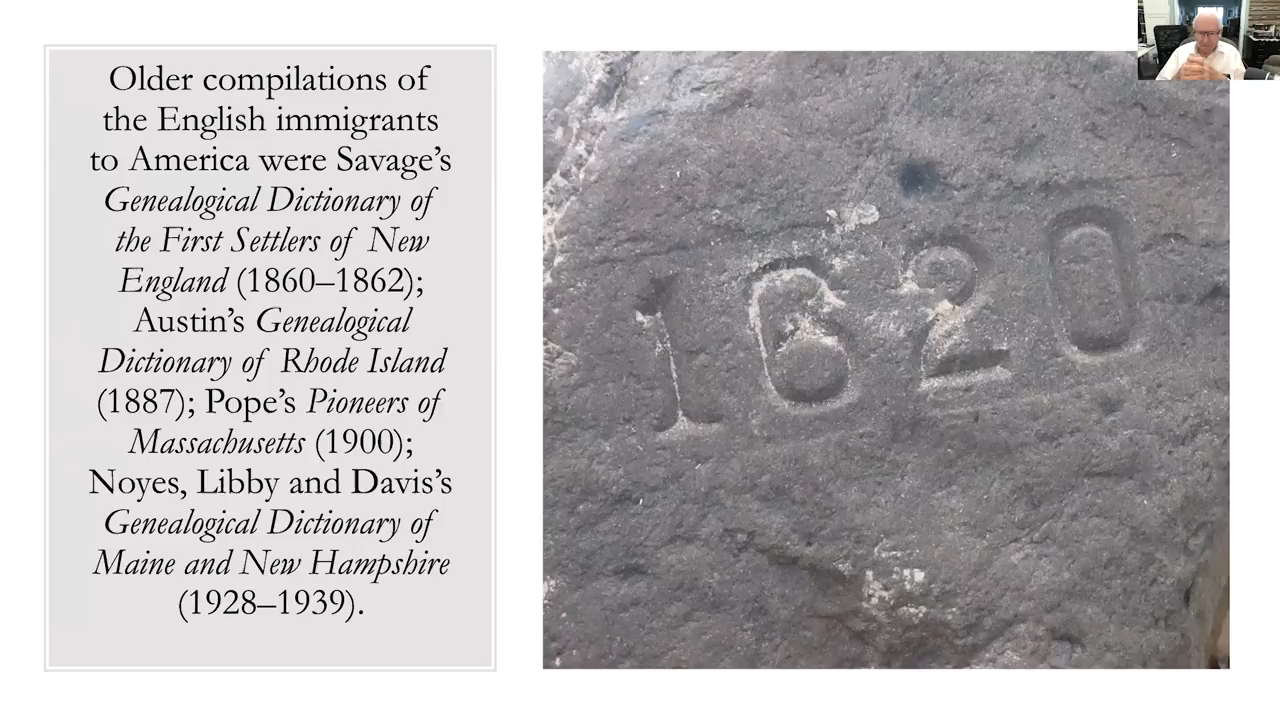 Older compilations of
the English immigrants
to America were Savage’s
Genealogical Dictionary of
the First Settlers of New
England (1860–1862);
Austin’s Genealogical
Dictionary of Rhode Island
(1887); Pope’s Pioneers of
Massachusetts (1900);
Noyes, Libby and Davis’s
Genealogical Dictionary of
Maine and New Hampshire
(1928–1939).
1620